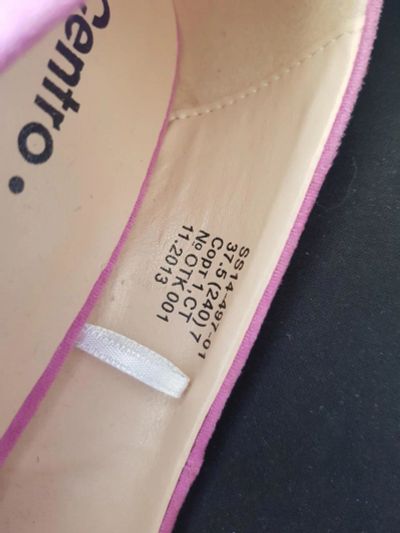 centro.
SS14-497-01
37.5 (240) 7
Сорт 1, СТ
№ ОТК 001
11.2013